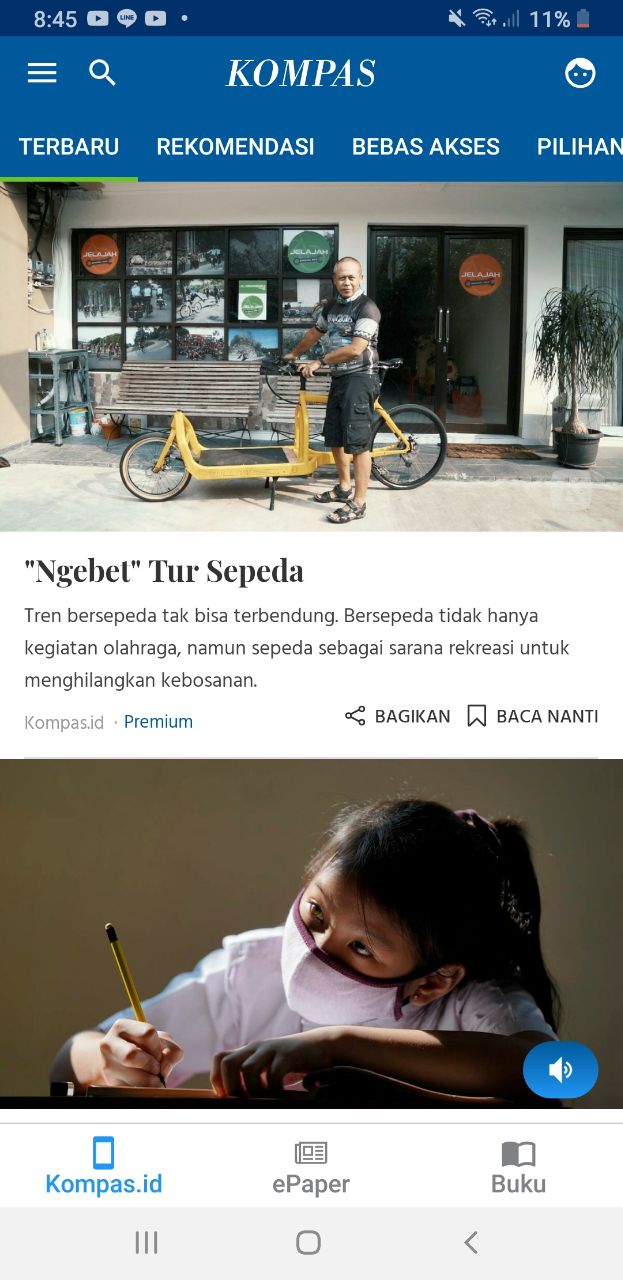 8:45 LINE 11%
KOMPAS
TERBARU REKOMENDASI BEBAS AKSES PILIHAN
JELAJAH JELAJAH JELAJAH
JELAJAH
"Ngebet" Tur Sepeda
Tren bersepeda tak bisa terbendung. Bersepeda tidak hanya
kegiatan olahraga, namun sepeda sebagai sarana rekreasi untuk
menghilangkan kebosanan.
Kompas.id · Premium BAGIKAN BACA NANTI
Kompas.id ePaper Buku